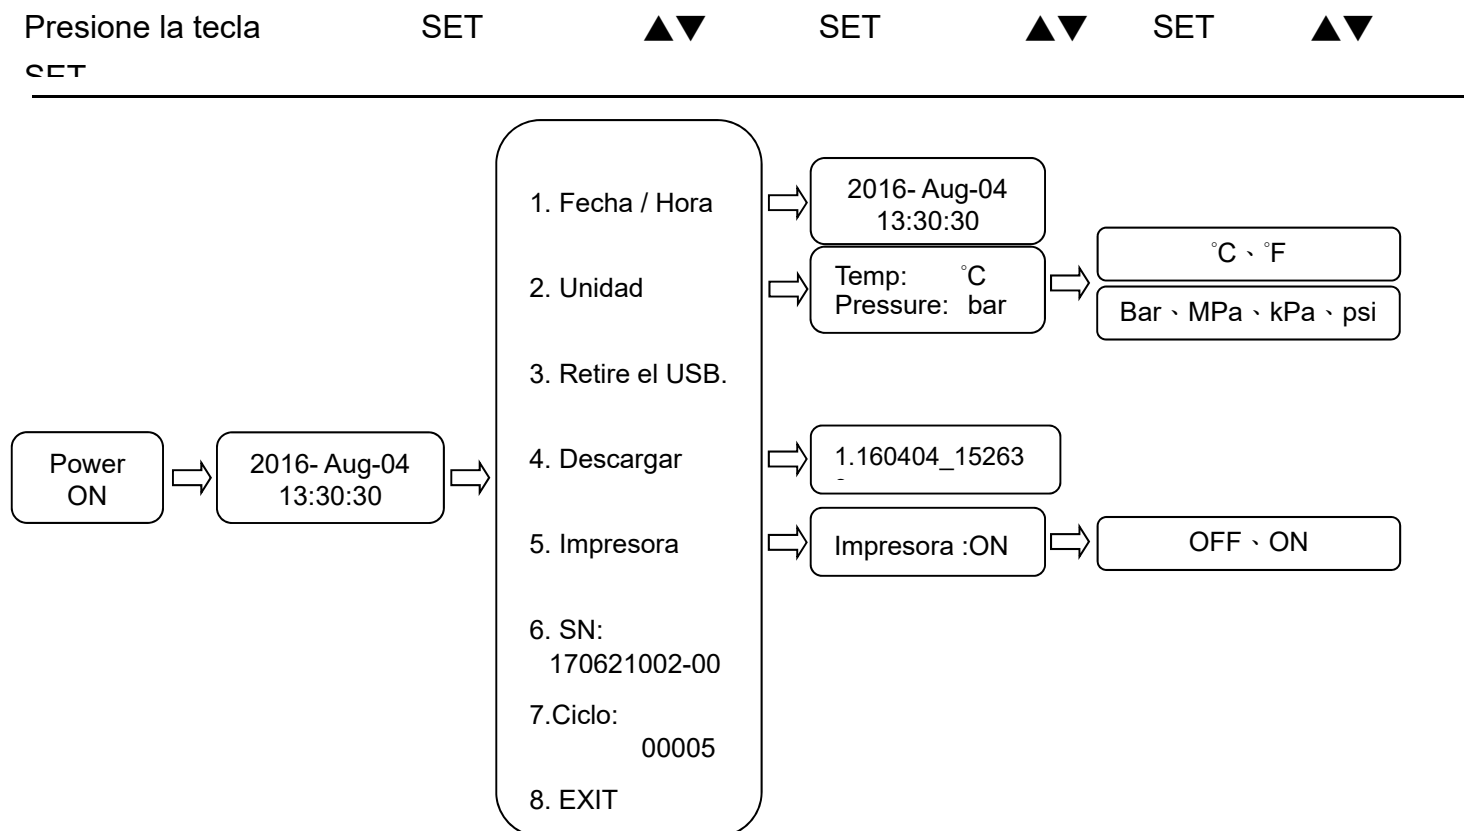 Presione la tecla SET ▲▼ SET ▲▼ SET ▲▼
SET
1. Fecha / Hora
2016- Aug-04
13:30:30
2. Unidad
Temp: °C
Pressure: bar
°C、°F
Bar、MPa、kPa、psi
3. Retire el USB.
Power
ON
2016- Aug-04
13:30:30
4. Descargar
1.160404_15263
5. Impresora
Impresora :ON
OFF、ON
6. SN:
170621002-00
7.Ciclo:
00005
8. EXIT